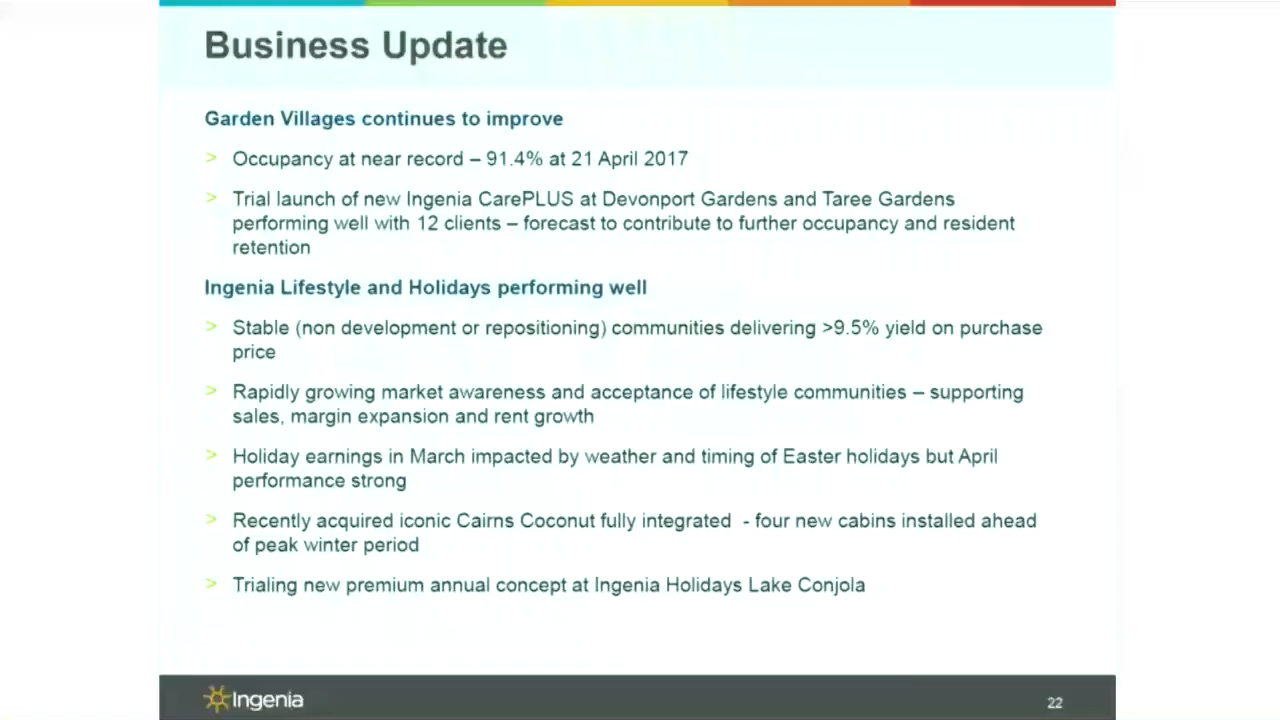 Business Update
Garden Villages continues to improve
> Occupancy at near record – 91.4% at 21 April 2017
> Trial launch of new Ingenia CarePLUS at Devonport Gardens and Taree Gardens
performing well with 12 clients – forecast to contribute to further occupancy and resident
retention
Ingenia Lifestyle and Holidays performing well
> Stable (non development or repositioning) communities delivering >9.5% yield on purchase
price
> Rapidly growing market awareness and acceptance of lifestyle communities – supporting
sales, margin expansion and rent growth
> Holiday earnings in March impacted by weather and timing of Easter holidays but April
performance strong
> Recently acquired iconic Cairns Coconut fully integrated  - four new cabins installed ahead
of peak winter period
> Trialing new premium annual concept at Ingenia Holidays Lake Conjola
Ingenia
22